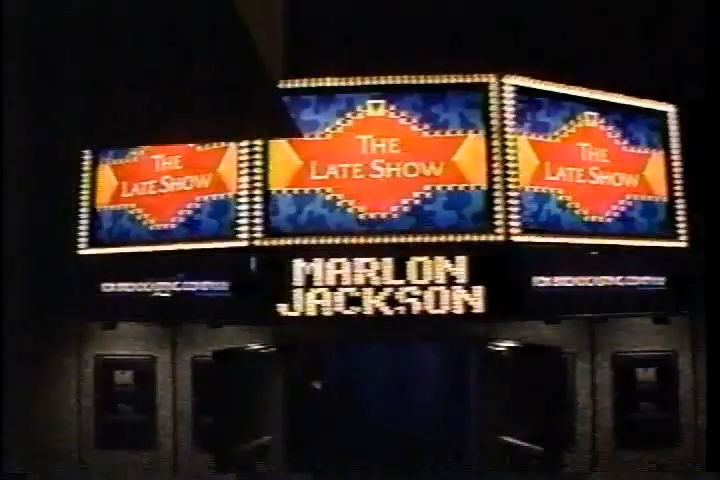 THE
LATE SHOW
THE
LATE SHOW
THE
LATE SHOW
MARLON
JACKSON